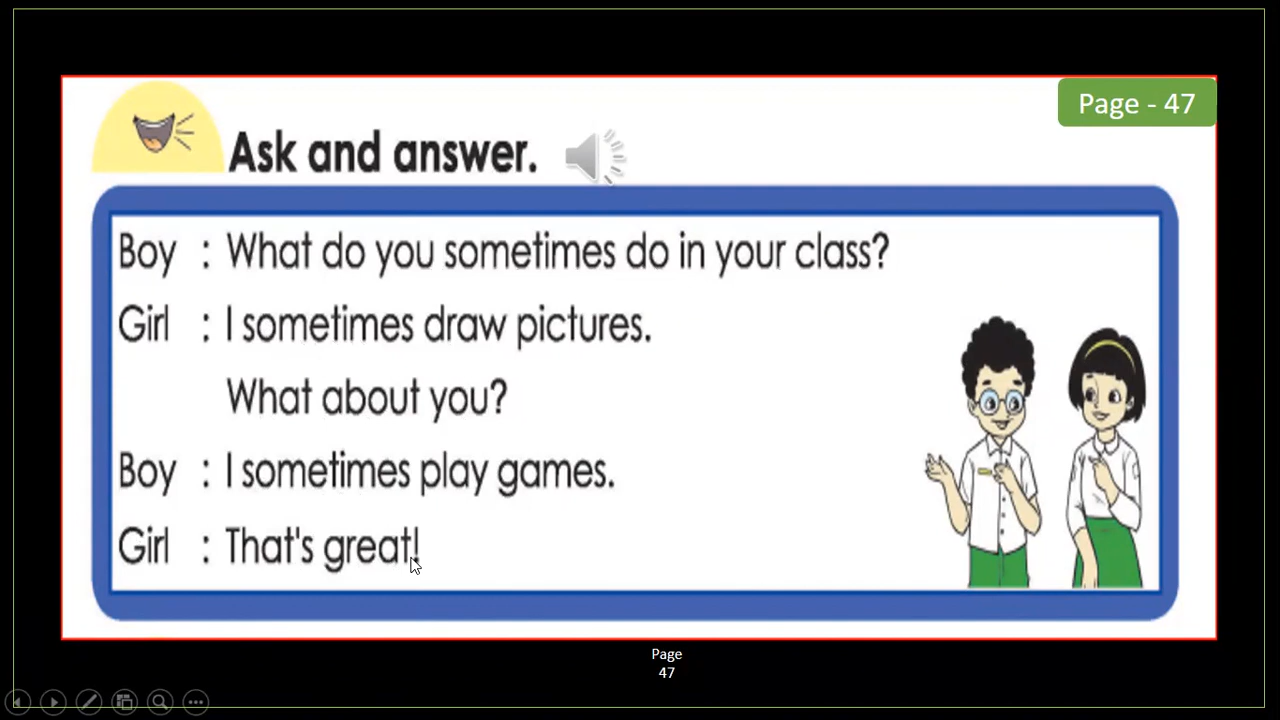 Page - 47
Ask and answer.
Boy : What do you sometimes do in your class?
Girl : I sometimes draw pictures.
What about you?
Boy : I sometimes play games.
Girl : That's great!
Page
47